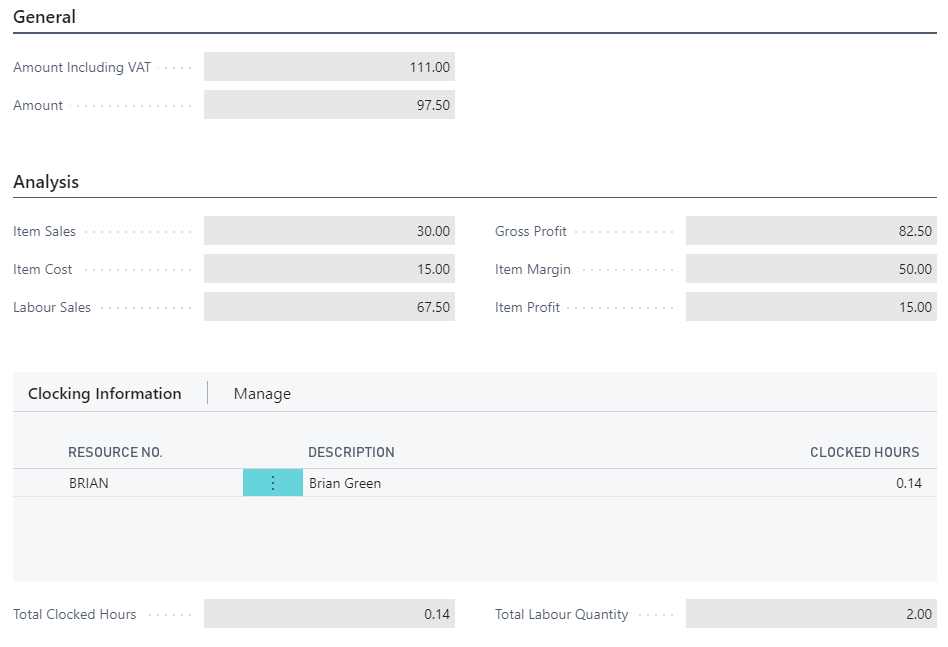 General
Amount Including VAT 111.00
Amount 97.50
Analysis
Item Sales 30.00 Gross Profit 82.50
Item Cost 15.00 Item Margin 50.00
Labour Sales 67.50 Item Profit 15.00
Clocking Information Manage
RESOURCE NO. DESCRIPTION CLOCKED HOURS
BRIAN Brian Green 0.14
Total Clocked Hours 0.14 Total Labour Quantity 2.00